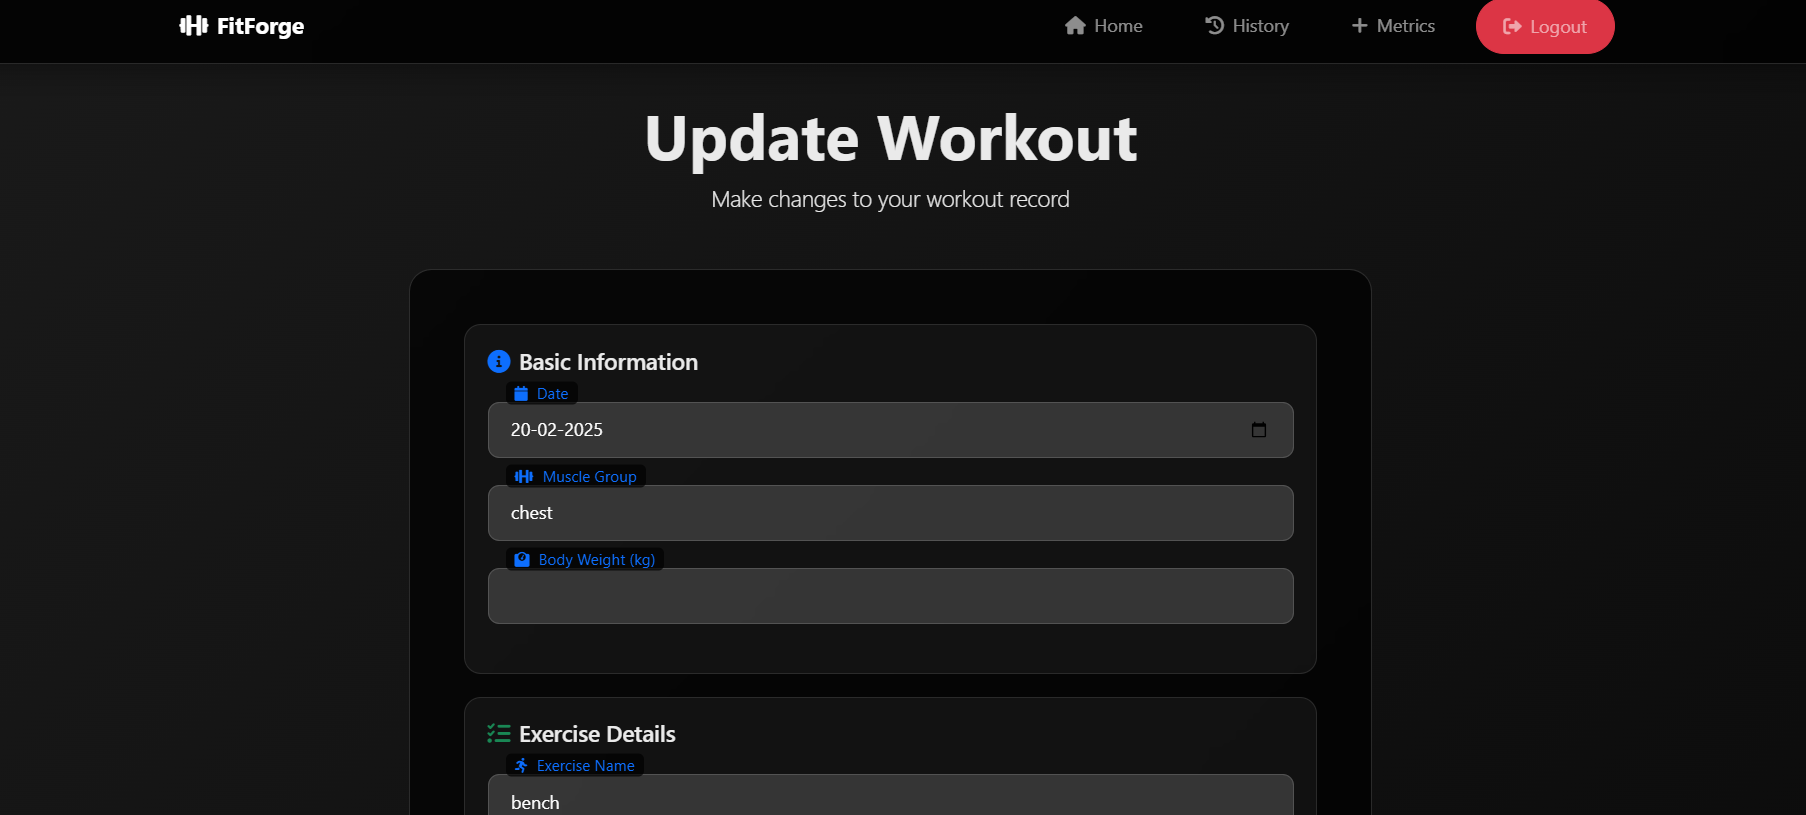 FitForge
Home
History
Metrics
Logout
Update Workout
Make changes to your workout record
Basic Information
Date
20-02-2025
Muscle Group
chest
Body Weight (kg)
Exercise Details
Exercise Name
bench